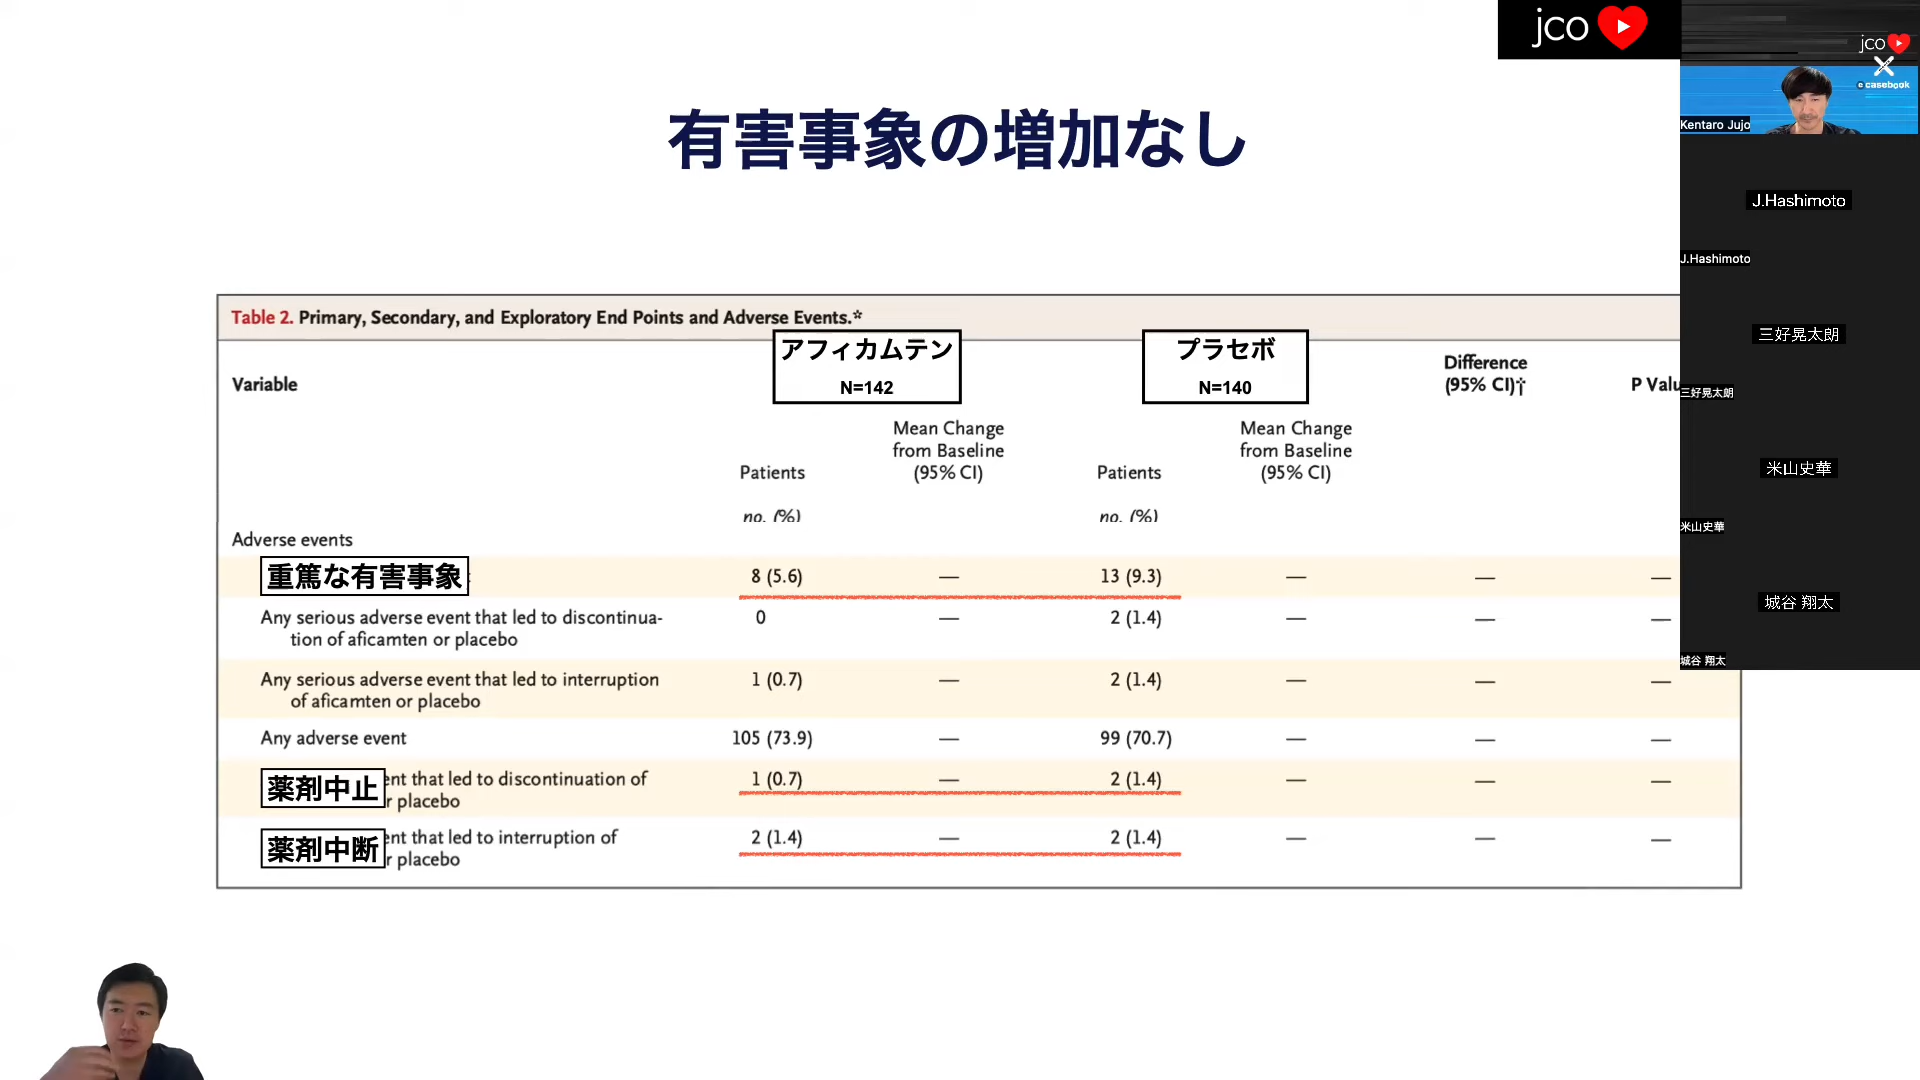 jco
jco
ecasebook
Kentaro Jujo
有害事象の増加なし
J.Hashimoto
J.Hashimoto
三好晃太朗
三好晃太朗
米山史華
米山史華
城谷 翔太
城谷 翔太
Table 2. Primary, Secondary, and Exploratory End Points and Adverse Events.*
Variable
アフィカムテン
N=142
プラセボ
N=140
Difference
(95% CI)†
P Valu
Patients
Mean Change
from Baseline
(95% CI)
Patients
Mean Change
from Baseline
(95% CI)
no. (%)
no. (%)
Adverse events
重篤な有害事象 8 (5.6) — 13 (9.3) — — —
Any serious adverse event that led to discontinua- 0 — 2 (1.4) — — —
tion of aficamten or placebo
Any serious adverse event that led to interruption 1 (0.7) — 2 (1.4) — — —
of aficamten or placebo
Any adverse event 105 (73.9) — 99 (70.7) — — —
薬剤中止 ent that led to discontinuation of 1 (0.7) — 2 (1.4) — — —
r placebo
薬剤中断 ent that led to interruption of 2 (1.4) — 2 (1.4) — — —
r placebo